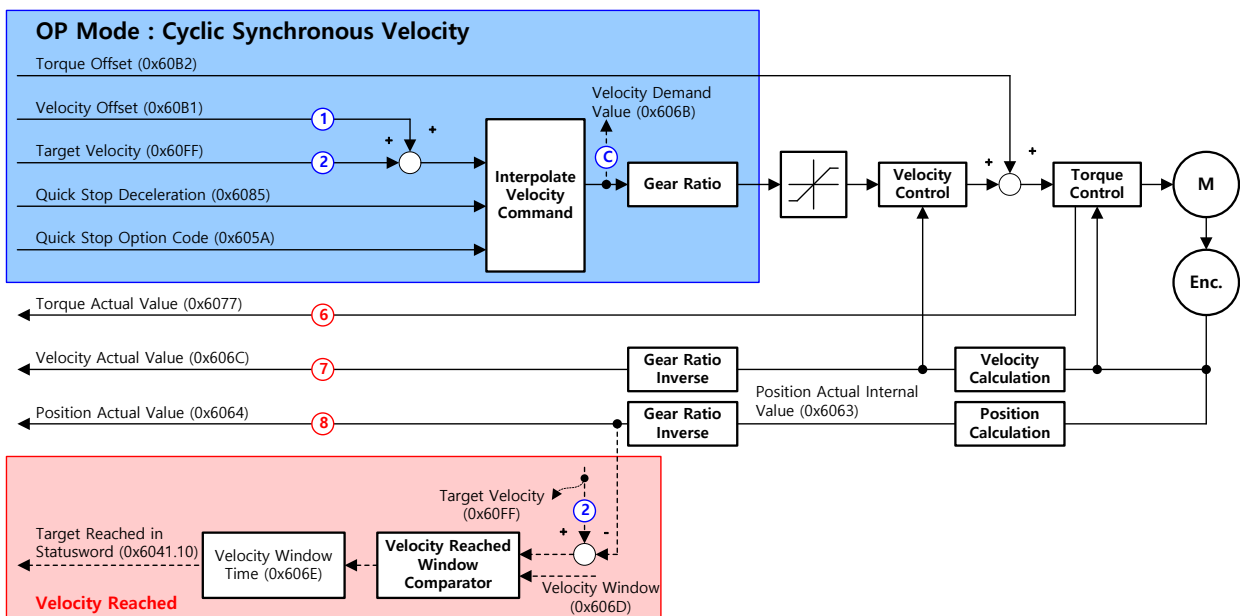 OP Mode : Cyclic Synchronous Velocity
Torque Offset (0x60B2)
Velocity Offset (0x60B1)
1
+
+
Target Velocity (0x60FF)
2
Quick Stop Deceleration (0x6085)
Quick Stop Option Code (0x605A)
Interpolate
Velocity
Command
Velocity Demand
Value (0x606B)
C
Gear Ratio
Velocity
Control
+
+
Torque
Control
M
Enc.
Torque Actual Value (0x6077)
6
Velocity Actual Value (0x606C)
7
Gear Ratio
Inverse
Velocity
Calculation
Position Actual Value (0x6064)
8
Gear Ratio
Inverse
Position Actual Internal
Value (0x6063)
Position
Calculation
Target Velocity
(0x60FF)
2
+
-
Target Reached in
Statusword (0x6041.10)
Velocity Window
Time (0x606E)
Velocity Reached
Window
Comparator
Velocity Window
(0x606D)
Velocity Reached